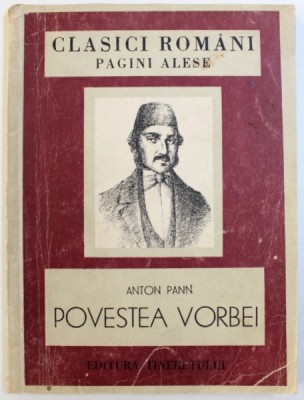 CLASICI ROMÂNI
PAGINI ALESE
ANTON PANN
POVESTEA VORBEI
EDITURA TINERETULUI